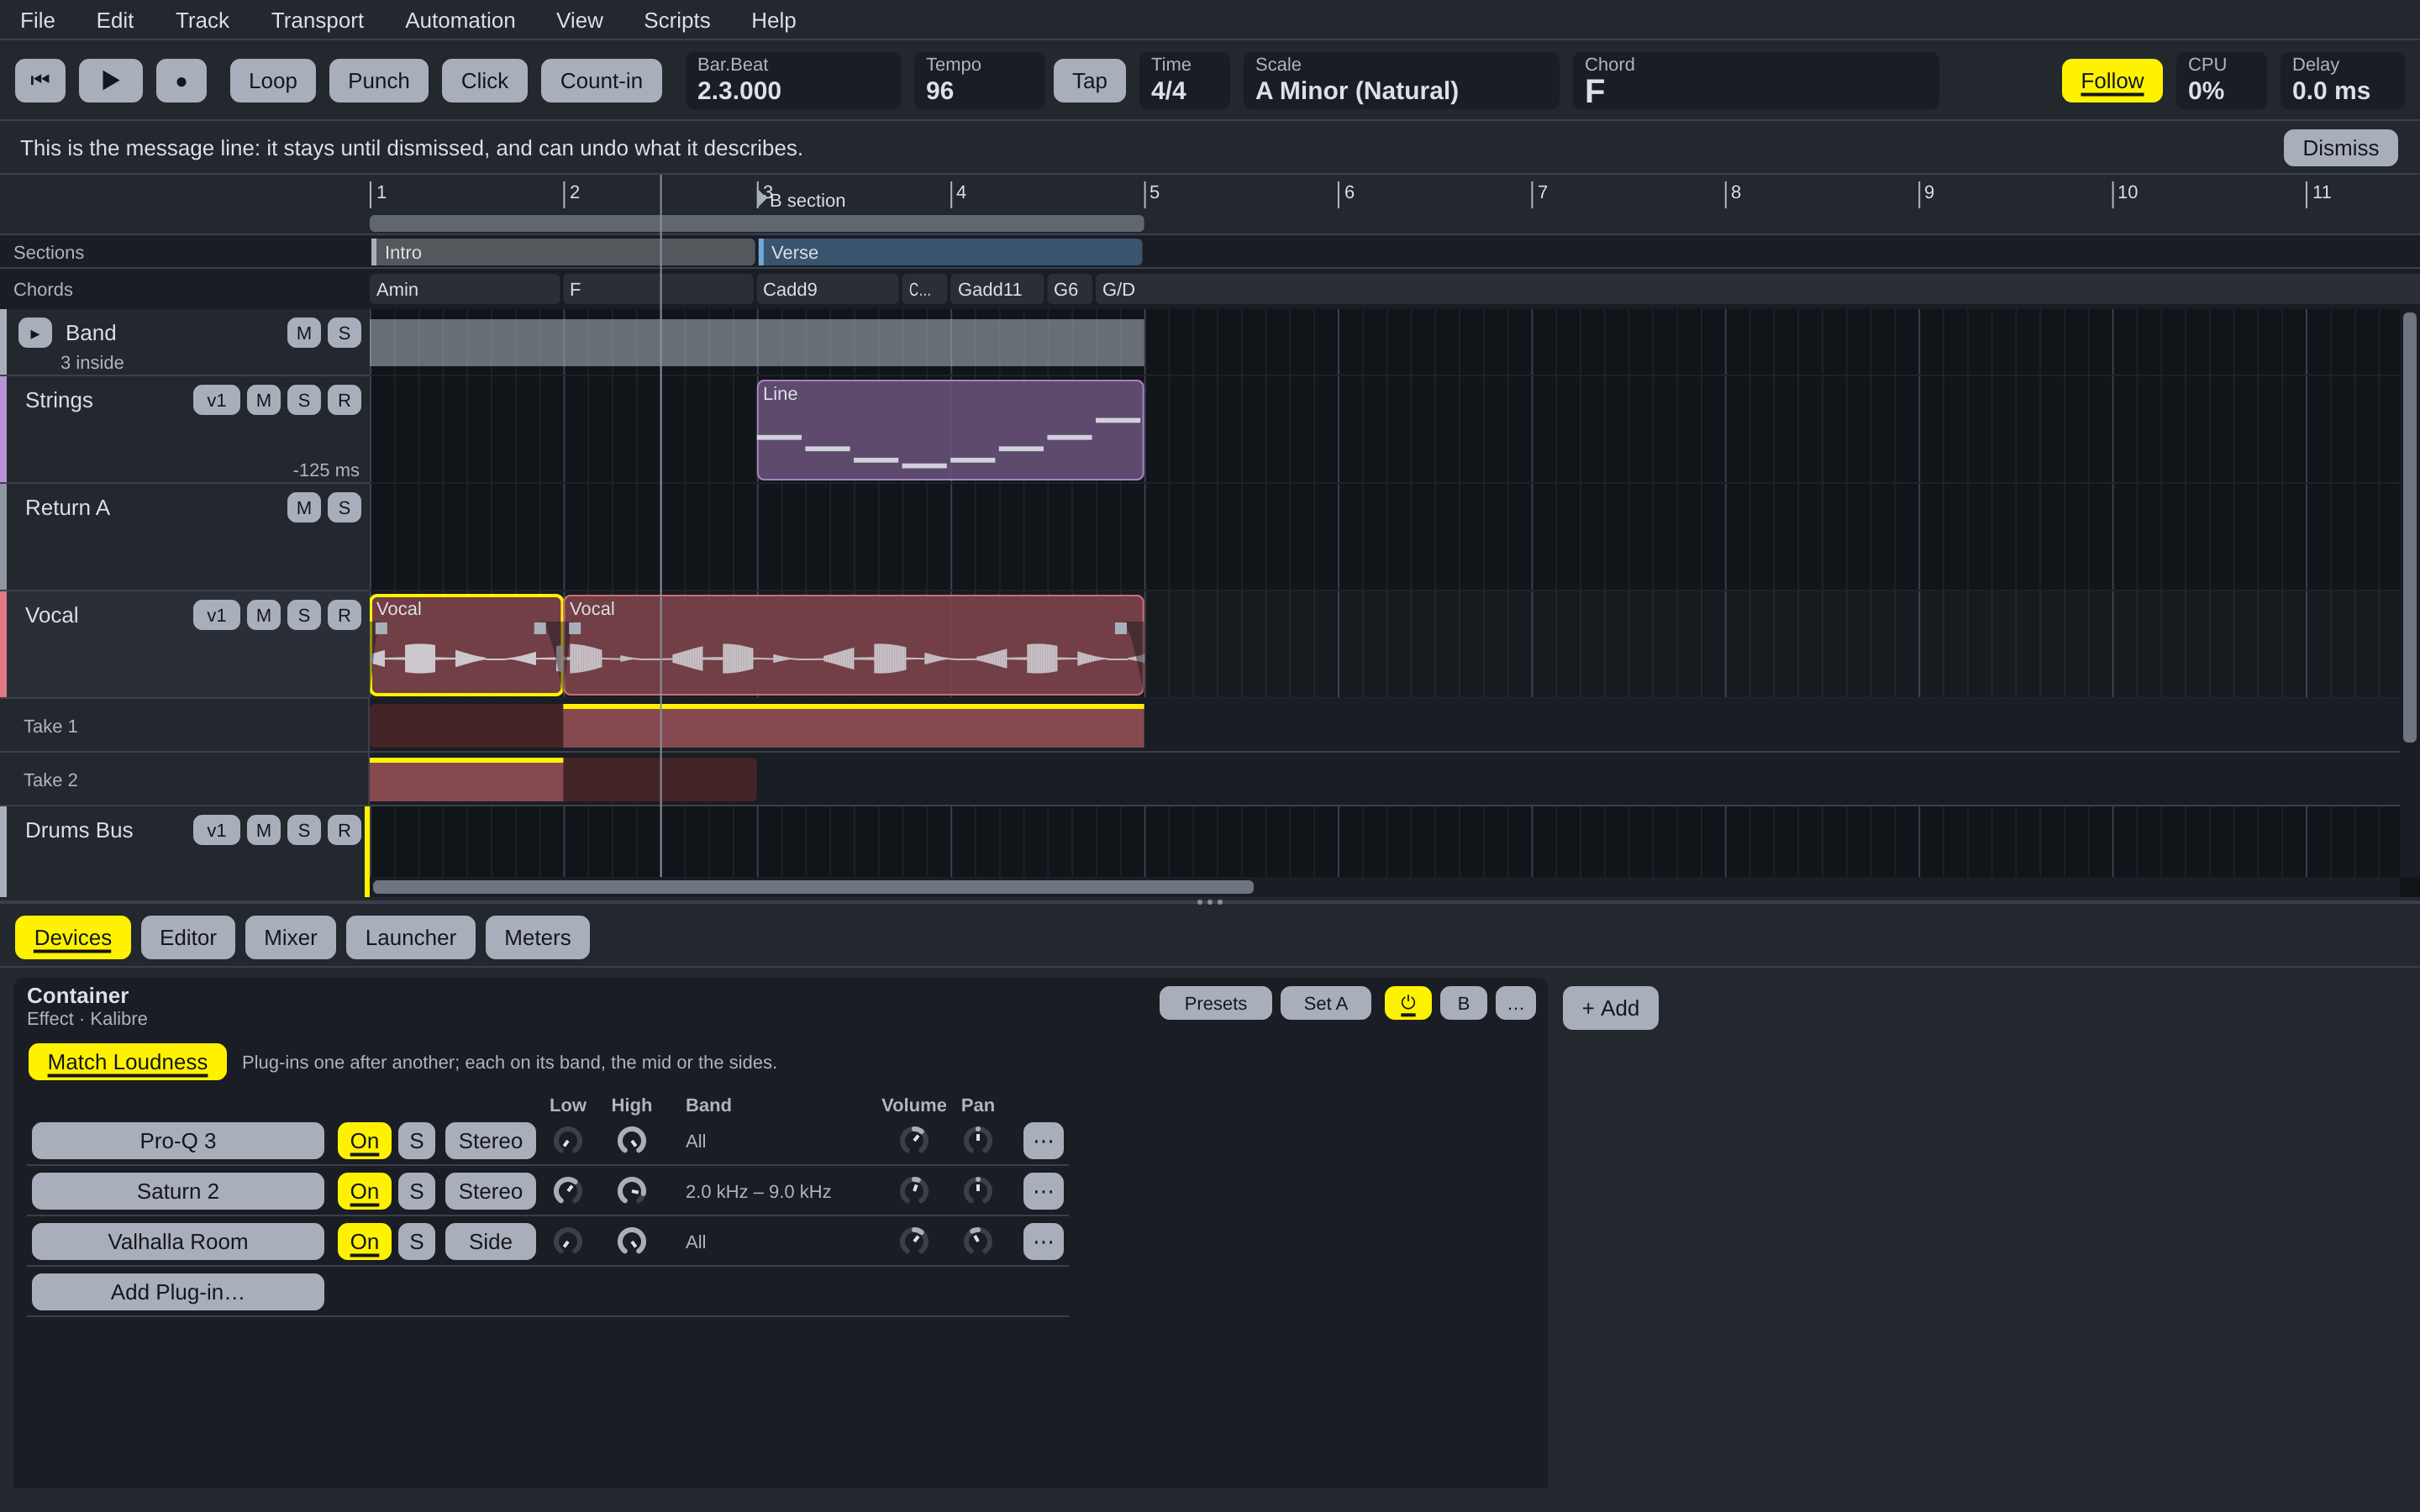 File Edit Track Transport Automation View Scripts Help
Loop Punch Click Count-in
Bar.Beat
2.3.000
Tempo
96
Tap
Time
4/4
Scale
A Minor (Natural)
Chord
F
Follow
CPU
0%
Delay
0.0 ms
This is the message line: it stays until dismissed, and can undo what it describes.
Dismiss
1 2 3 4 5 6 7 8 9 10 11
B section
Sections Intro Verse
Chords Amin F Cadd9 C... Gadd11 G6 G/D
Band M S
3 inside
Strings v1 M S R
Line
-125 ms
Return A M S
Vocal v1 M S R
Vocal Vocal
Take 1
Take 2
Drums Bus v1 M S R
Devices Editor Mixer Launcher Meters
Container
Effect · Kalibre
Presets Set A B ...
+ Add
Match Loudness Plug-ins one after another; each on its band, the mid or the sides.
Low High Band Volume Pan
Pro-Q 3 On S Stereo All ...
Saturn 2 On S Stereo 2.0 kHz – 9.0 kHz ...
Valhalla Room On S Side All ...
Add Plug-in…